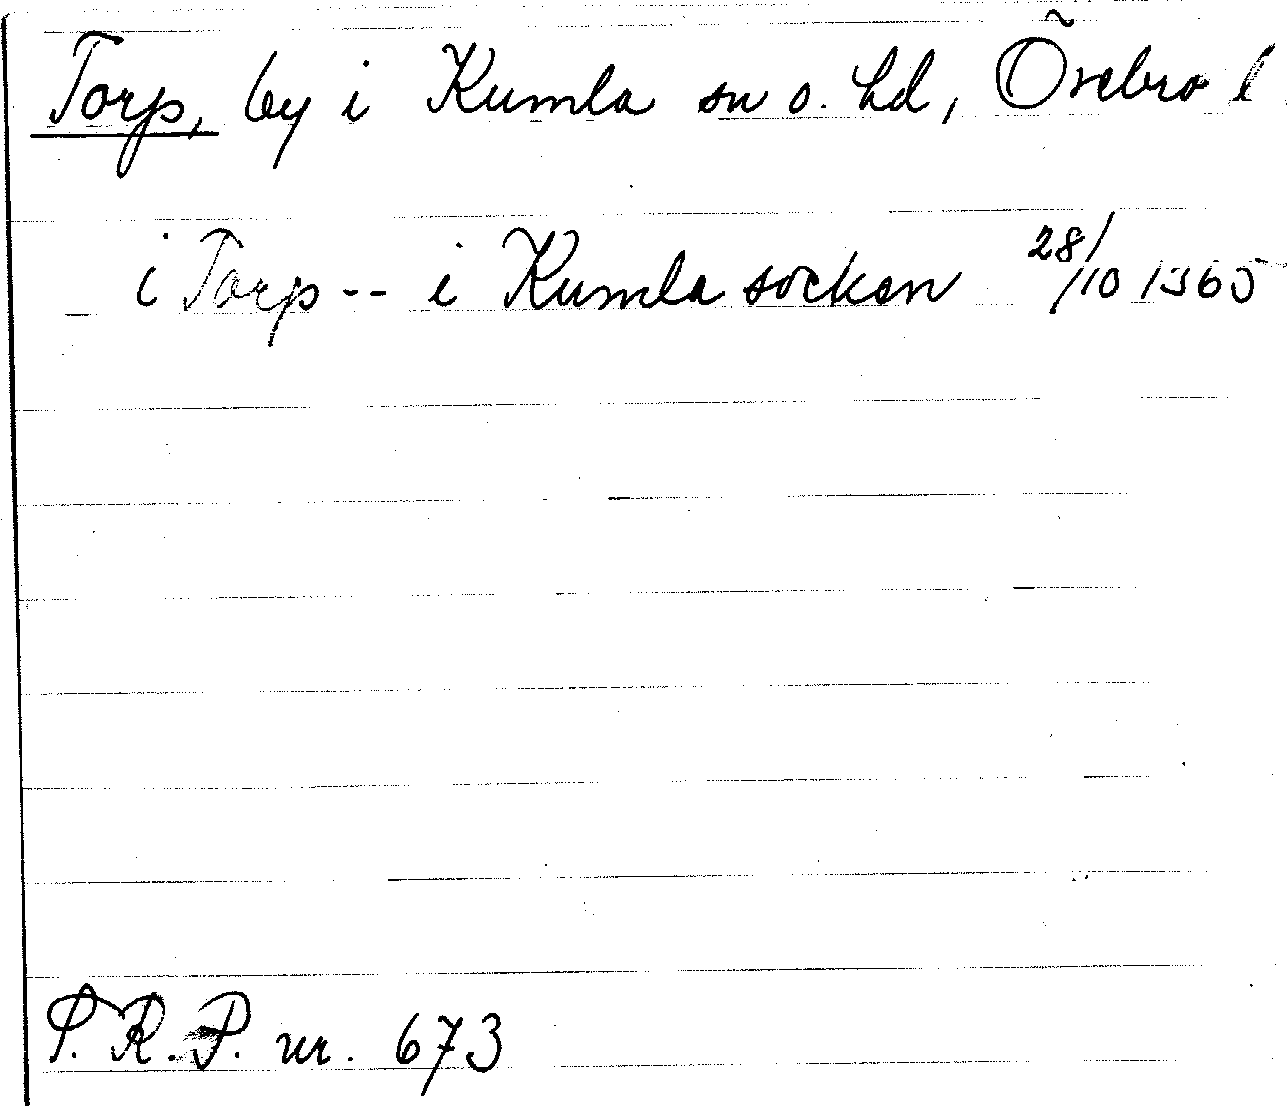 Torp, by i Kumla sn o. hd, Örebro l
i Torp -- i Kumla socken 28/10 1365
S. R. P. nr. 673